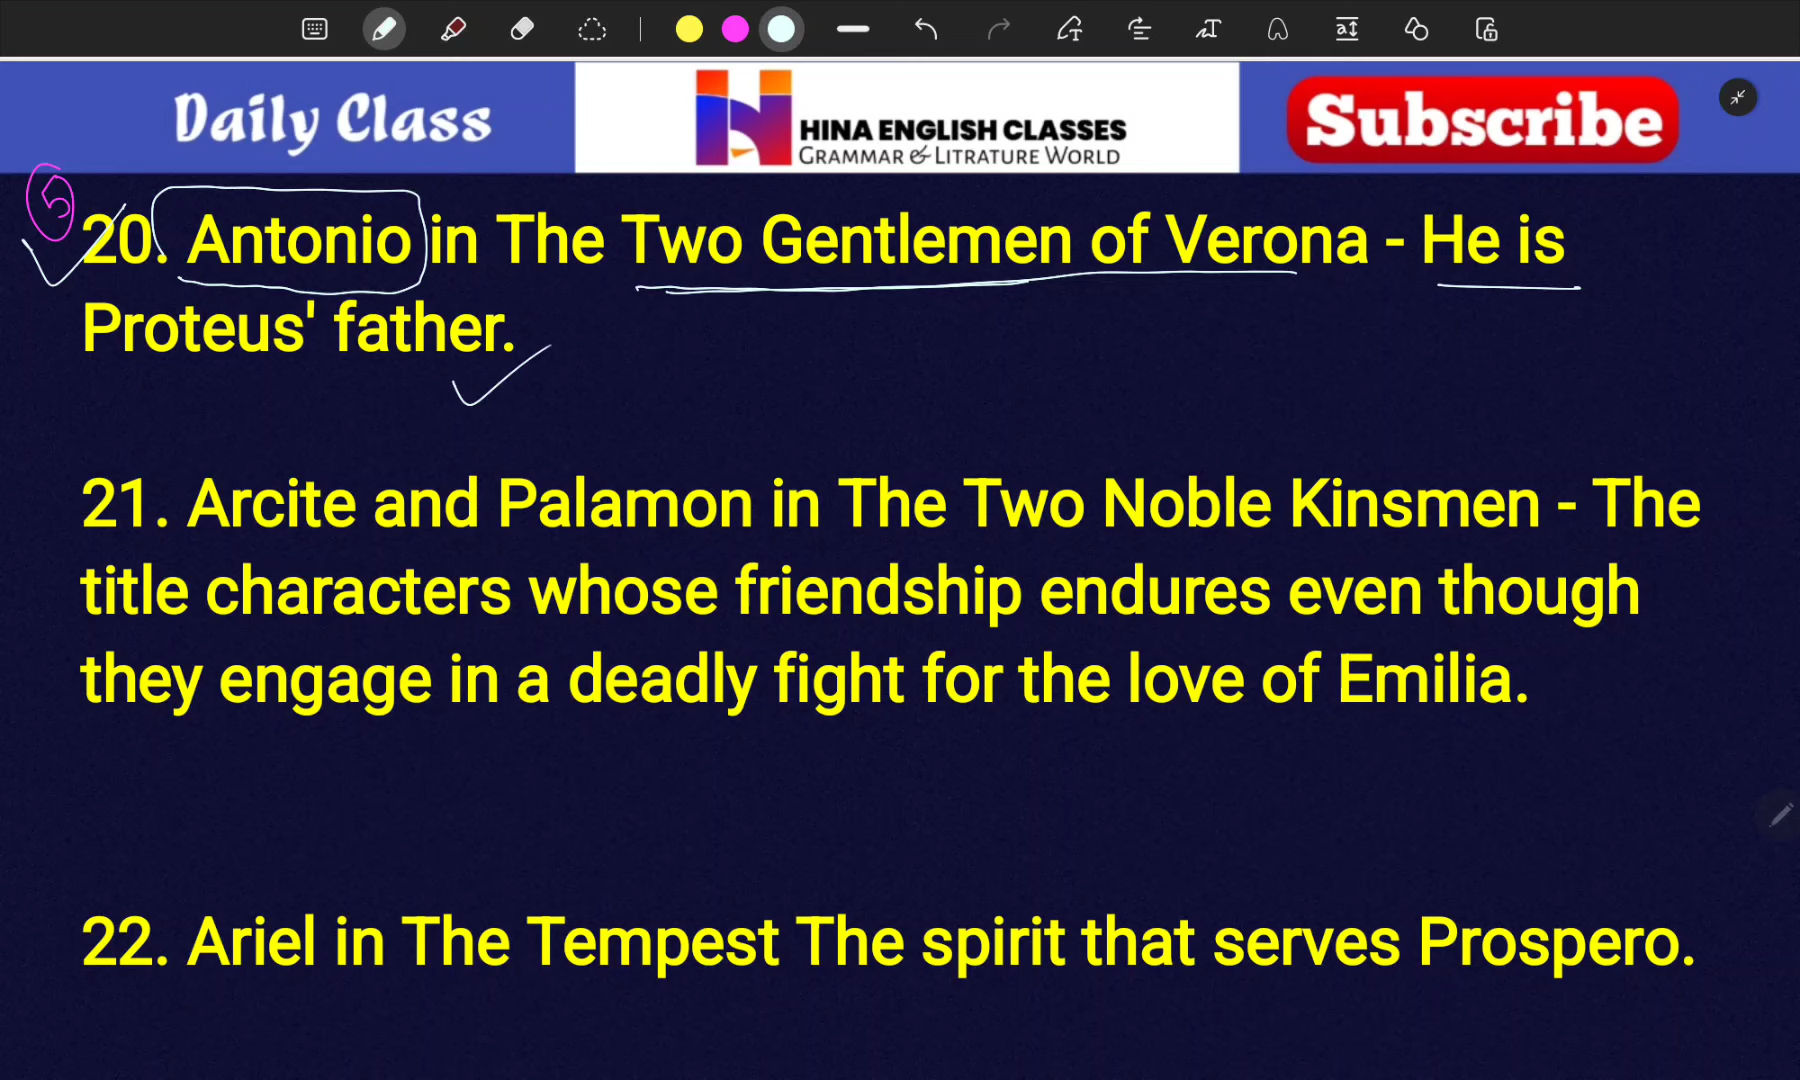 Daily Class
HINA ENGLISH CLASSES
GRAMMAR & LITRATURE WORLD
Subscribe
5
20. Antonio in The Two Gentlemen of Verona - He is
Proteus' father.
21. Arcite and Palamon in The Two Noble Kinsmen - The
title characters whose friendship endures even though
they engage in a deadly fight for the love of Emilia.
22. Ariel in The Tempest The spirit that serves Prospero.